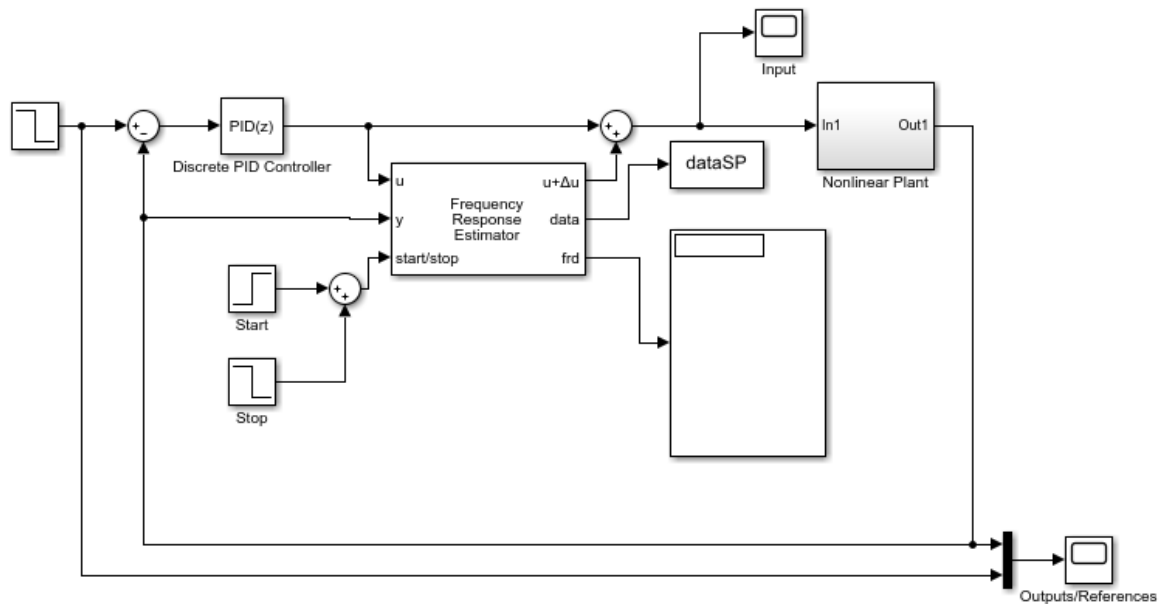 Input
PID(z)
Discrete PID Controller
+
−
+
+
In1
Out1
Nonlinear Plant
dataSP
u
y
start/stop
Frequency
Response
Estimator
u+Δu
data
frd
+
+
Start
Stop
Outputs/References